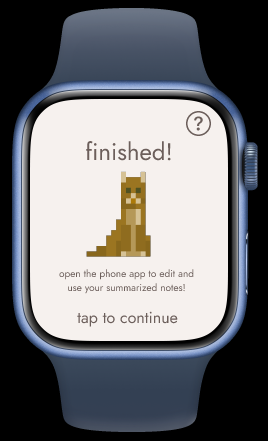 ?
finished!
open the phone app to edit and
use your summarized notes!
tap to continue